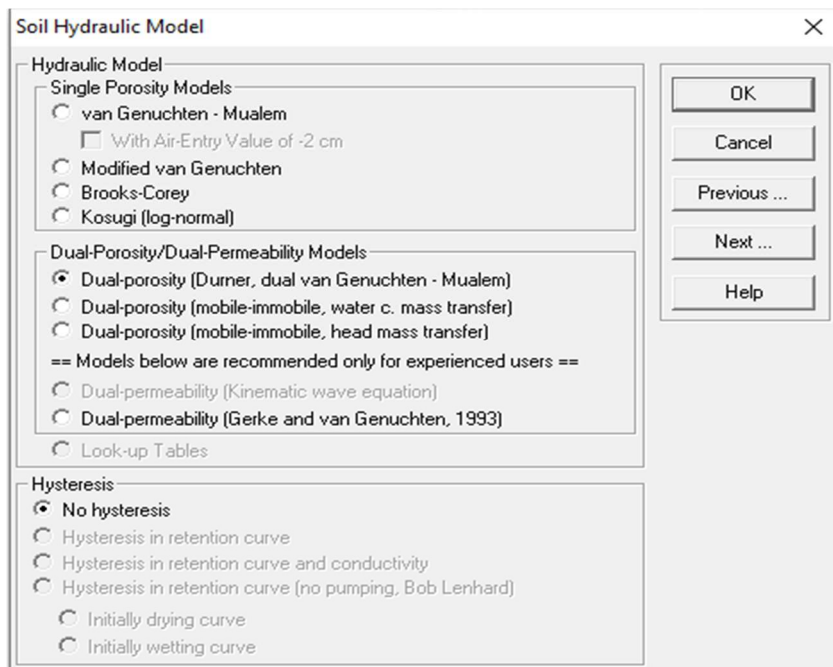 Soil Hydraulic Model
Hydraulic Model
Single Porosity Models
van Genuchten - Mualem
With Air-Entry Value of -2 cm
Modified van Genuchten
Brooks-Corey
Kosugi (log-normal)
Dual-Porosity/Dual-Permeability Models
Dual-porosity (Durner, dual van Genuchten - Mualem)
Dual-porosity (mobile-immobile, water c. mass transfer)
Dual-porosity (mobile-immobile, head mass transfer)
== Models below are recommended only for experienced users ==
Dual-permeability (Kinematic wave equation)
Dual-permeability (Gerke and van Genuchten, 1993)
Look-up Tables
Hysteresis
No hysteresis
Hysteresis in retention curve
Hysteresis in retention curve and conductivity
Hysteresis in retention curve (no pumping, Bob Lenhard)
Initially drying curve
Initially wetting curve
OK
Cancel
Previous ...
Next ...
Help